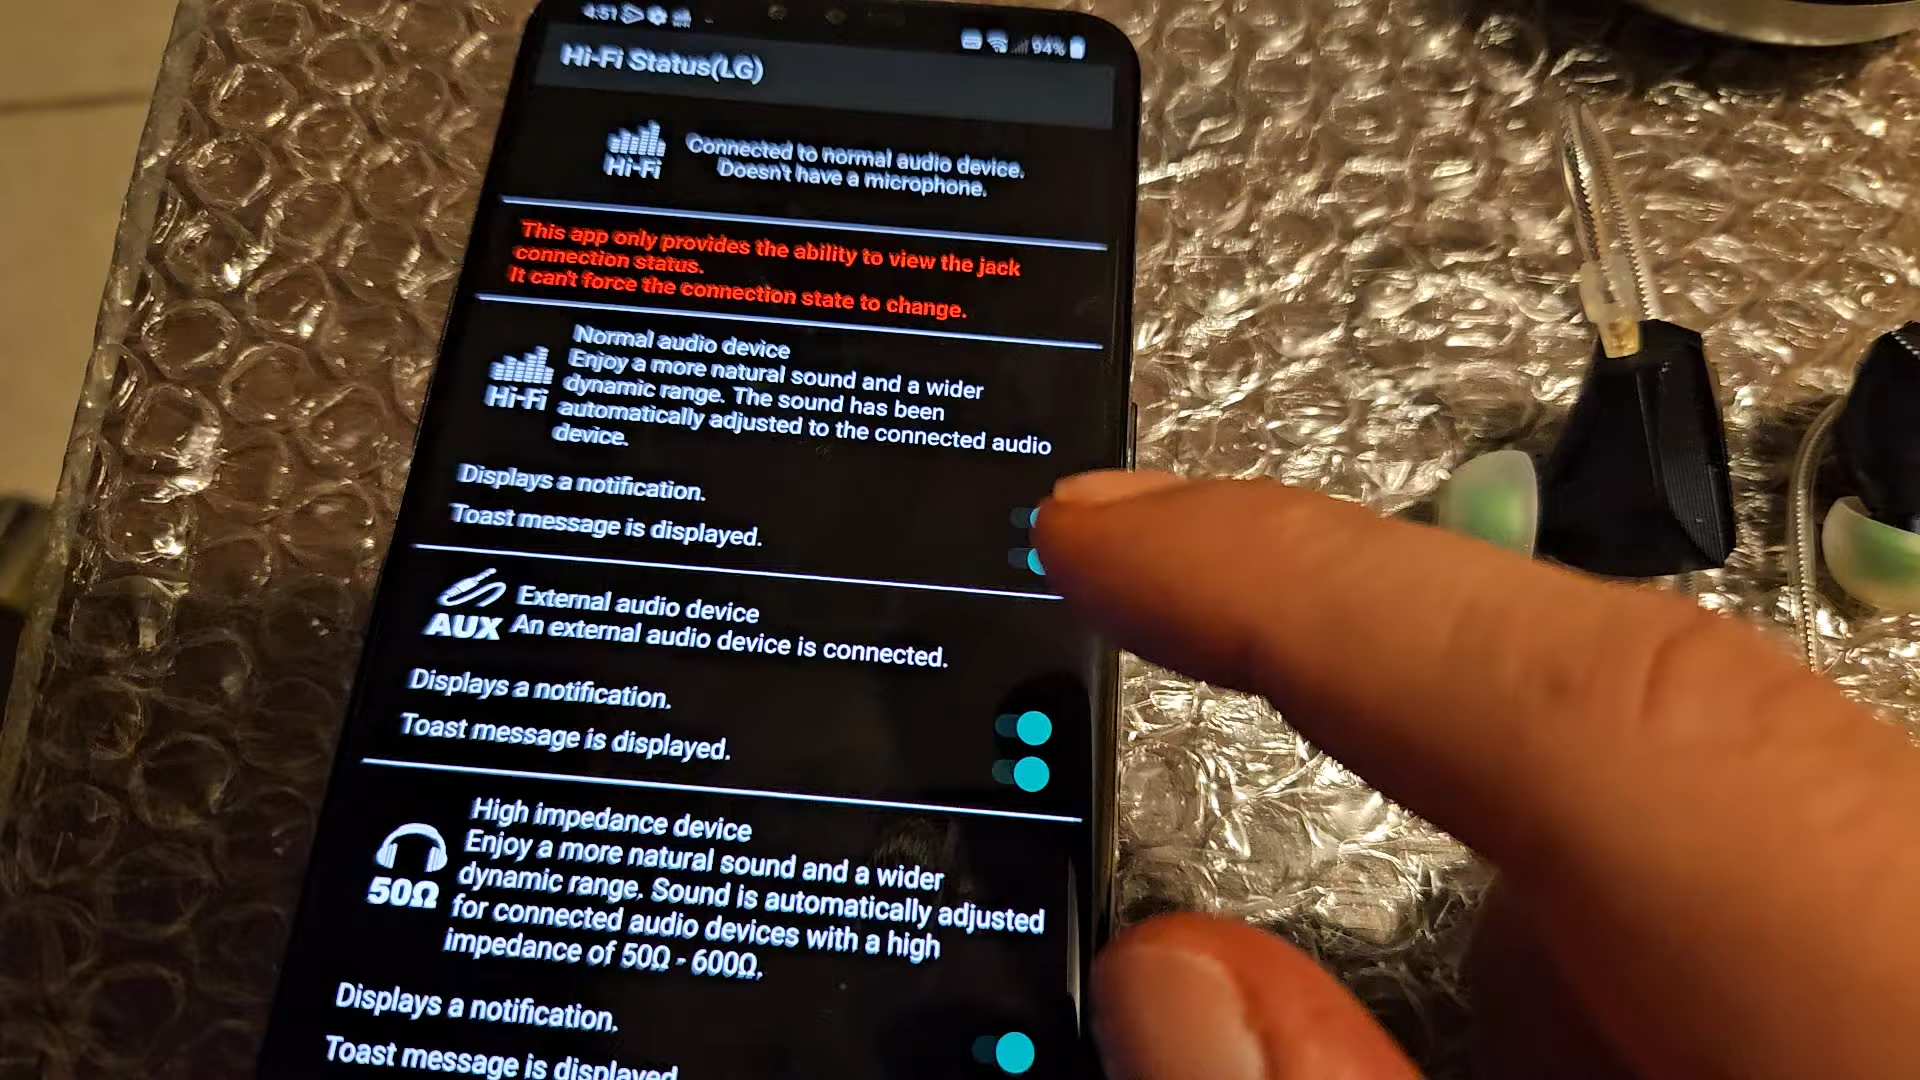 4:51
94%
Hi-Fi Status(LG)
Hi-Fi
Connected to normal audio device.
Doesn't have a microphone.
This app only provides the ability to view the jack
connection status.
It can't force the connection state to change.
Hi-Fi
Normal audio device
Enjoy a more natural sound and a wider
dynamic range. The sound has been
automatically adjusted to the connected audio
device.
Displays a notification.
Toast message is displayed.
AUX
External audio device
An external audio device is connected.
Displays a notification.
Toast message is displayed.
50Ω
High impedance device
Enjoy a more natural sound and a wider
dynamic range. Sound is automatically adjusted
for connected audio devices with a high
impedance of 50Ω - 600Ω.
Displays a notification.
Toast message is displayed